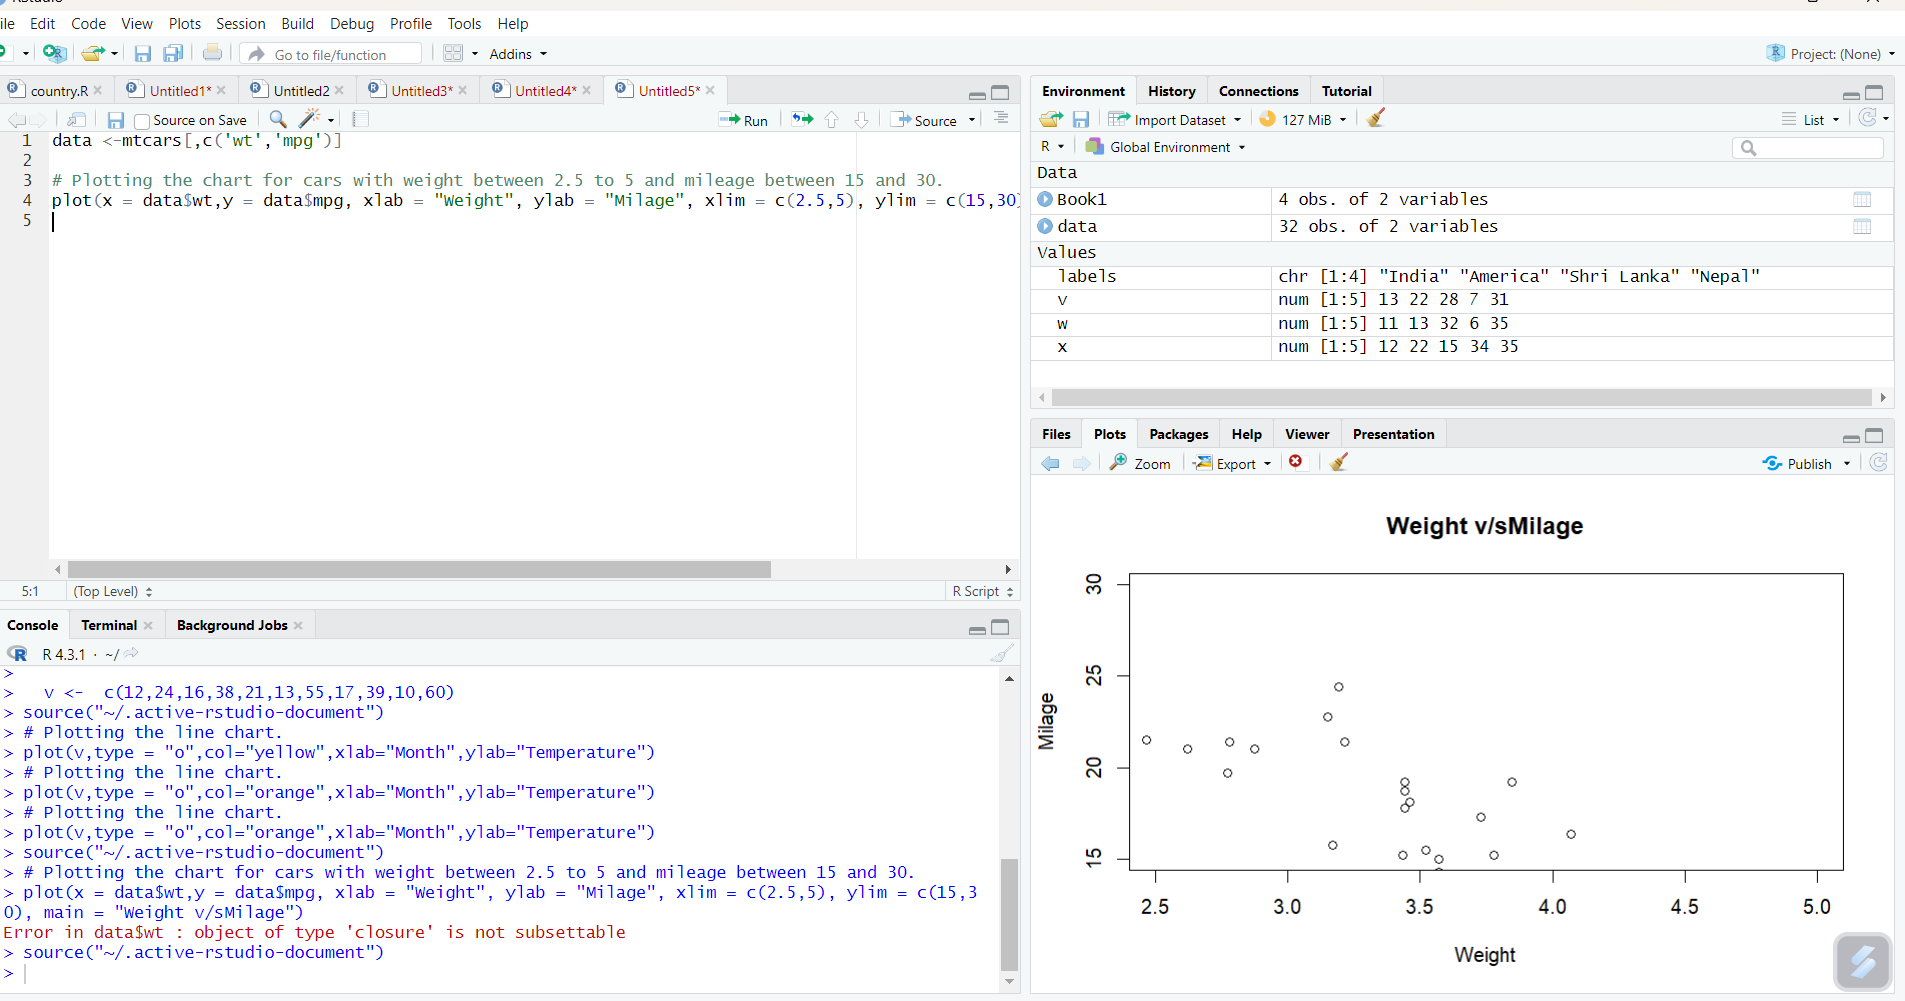 Rstudio
ile Edit Code View Plots Session Build Debug Profile Tools Help
Go to file/function Addins Project: (None)
country.R Untitled1* Untitled2 Untitled3* Untitled4* Untitled5*
Source on Save Run Source
1 data <-mtcars[,c('wt','mpg')]
2
3 # Plotting the chart for cars with weight between 2.5 to 5 and mileage between 15 and 30.
4 plot(x = data$wt,y = data$mpg, xlab = "Weight", ylab = "Milage", xlim = c(2.5,5), ylim = c(15,30)
5
5:1 (Top Level) R Script
Console Terminal Background Jobs
R R 4.3.1 · ~/
>
>   v <-  c(12,24,16,38,21,13,55,17,39,10,60)
> source("~/.active-rstudio-document")
> # Plotting the line chart.
> plot(v,type = "o",col="yellow",xlab="Month",ylab="Temperature")
> # Plotting the line chart.
> plot(v,type = "o",col="orange",xlab="Month",ylab="Temperature")
> # Plotting the line chart.
> plot(v,type = "o",col="orange",xlab="Month",ylab="Temperature")
> source("~/.active-rstudio-document")
> # Plotting the chart for cars with weight between 2.5 to 5 and mileage between 15 and 30.
> plot(x = data$wt,y = data$mpg, xlab = "Weight", ylab = "Milage", xlim = c(2.5,5), ylim = c(15,3
0), main = "Weight v/sMilage")
Error in data$wt : object of type 'closure' is not subsettable
> source("~/.active-rstudio-document")
>
Environment History Connections Tutorial
Import Dataset 127 MiB List
R Global Environment
Data
Book1 4 obs. of 2 variables
data 32 obs. of 2 variables
Values
labels chr [1:4] "India" "America" "Shri Lanka" "Nepal"
v num [1:5] 13 22 28 7 31
w num [1:5] 11 13 32 6 35
x num [1:5] 12 22 15 34 35
Files Plots Packages Help Viewer Presentation
Zoom Export Publish
Weight v/sMilage
30
25
20
15
Milage
2.5 3.0 3.5 4.0 4.5 5.0
Weight